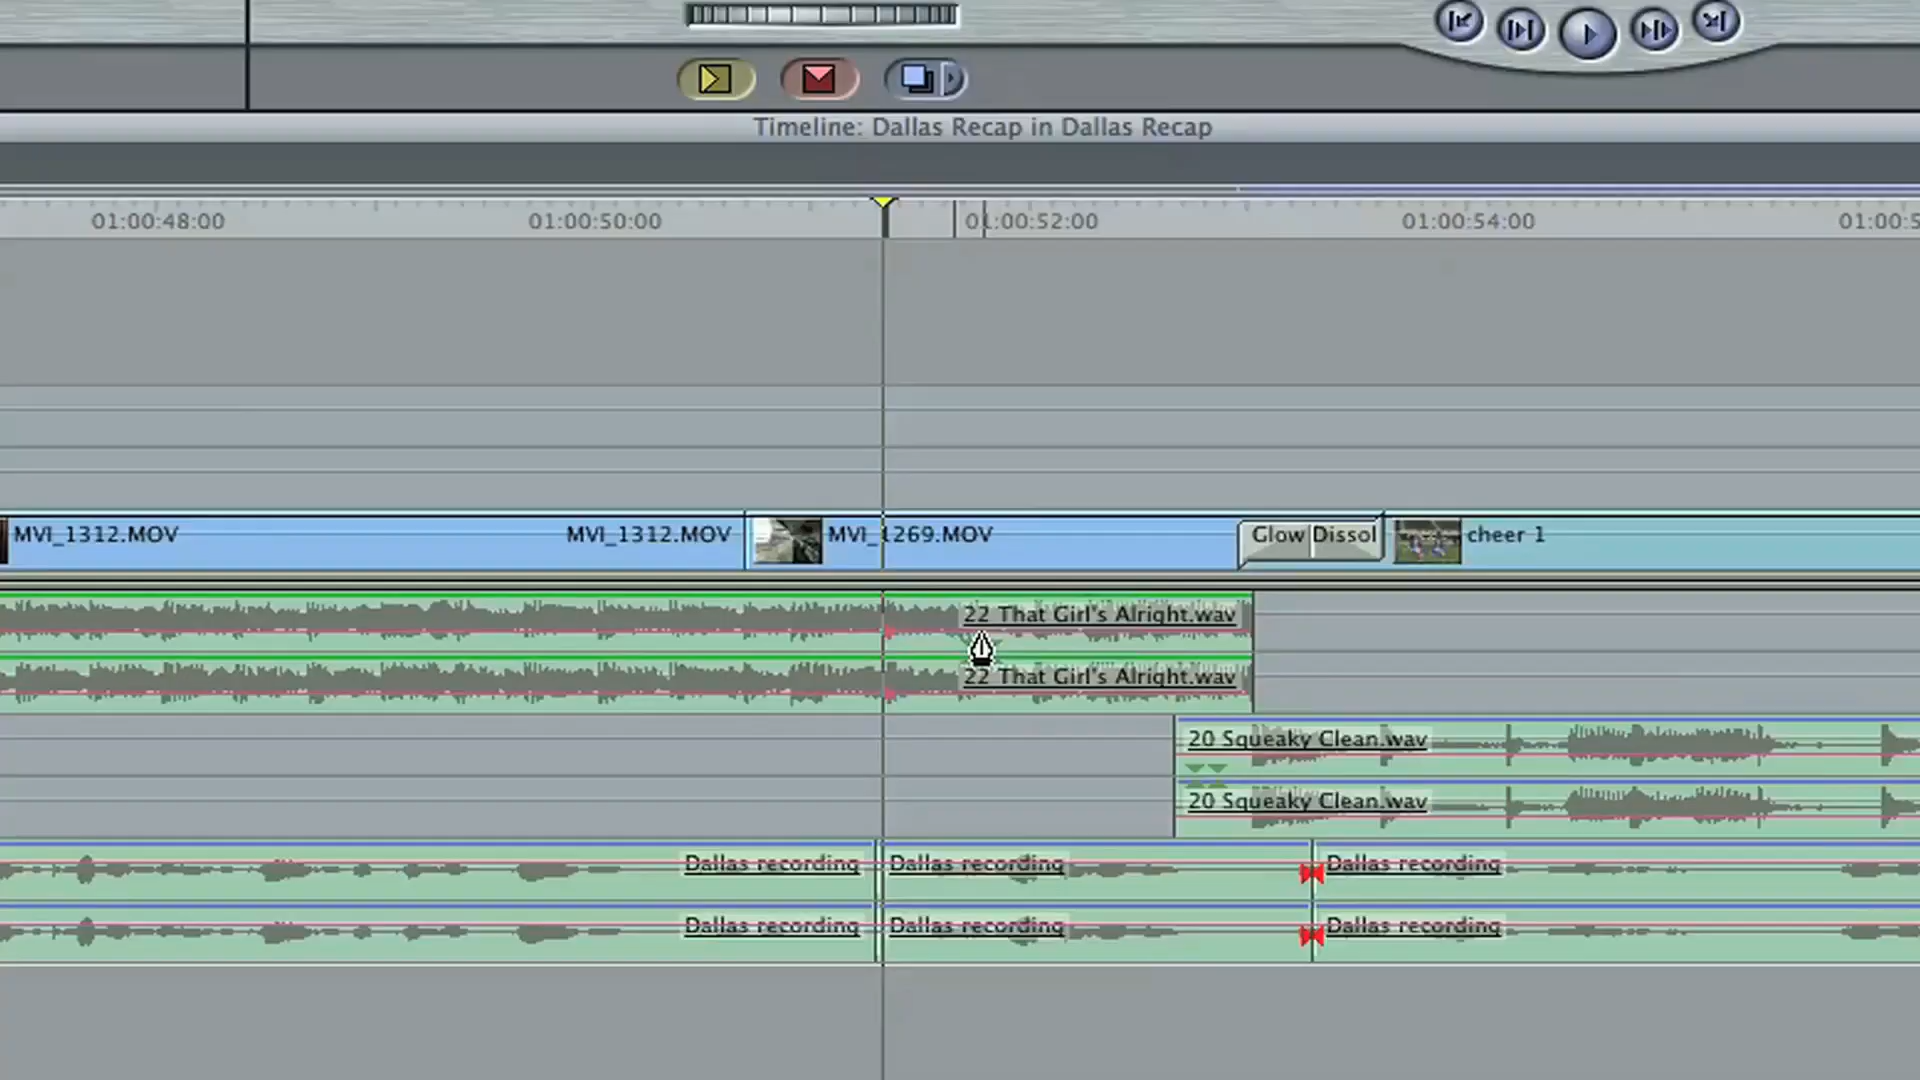 Timeline: Dallas Recap in Dallas Recap
01:00:48:00 01:00:50:00 01:00:52:00 01:00:54:00 01:00:5
MVI_1312.MOV MVI_1312.MOV MVI_1269.MOV Glow Dissol cheer 1
22 That Girl's Alright.wav
22 That Girl's Alright.wav
20 Squeaky Clean.wav
20 Squeaky Clean.wav
Dallas recording Dallas recording Dallas recording
Dallas recording Dallas recording Dallas recording